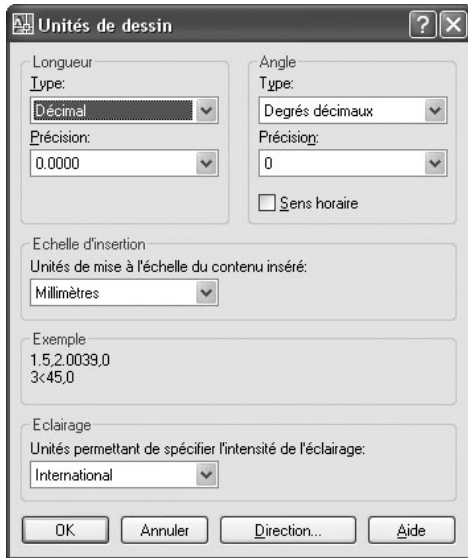 Unités de dessin
Longueur
Type:
Décimal
Précision:
0.0000
Angle
Type:
Degrés décimaux
Précision:
0
Sens horaire
Echelle d'insertion
Unités de mise à l'échelle du contenu inséré:
Millimètres
Exemple
1.5,2.0039,0
3<45,0
Eclairage
Unités permettant de spécifier l'intensité de l'éclairage:
International
OK Annuler Direction... Aide